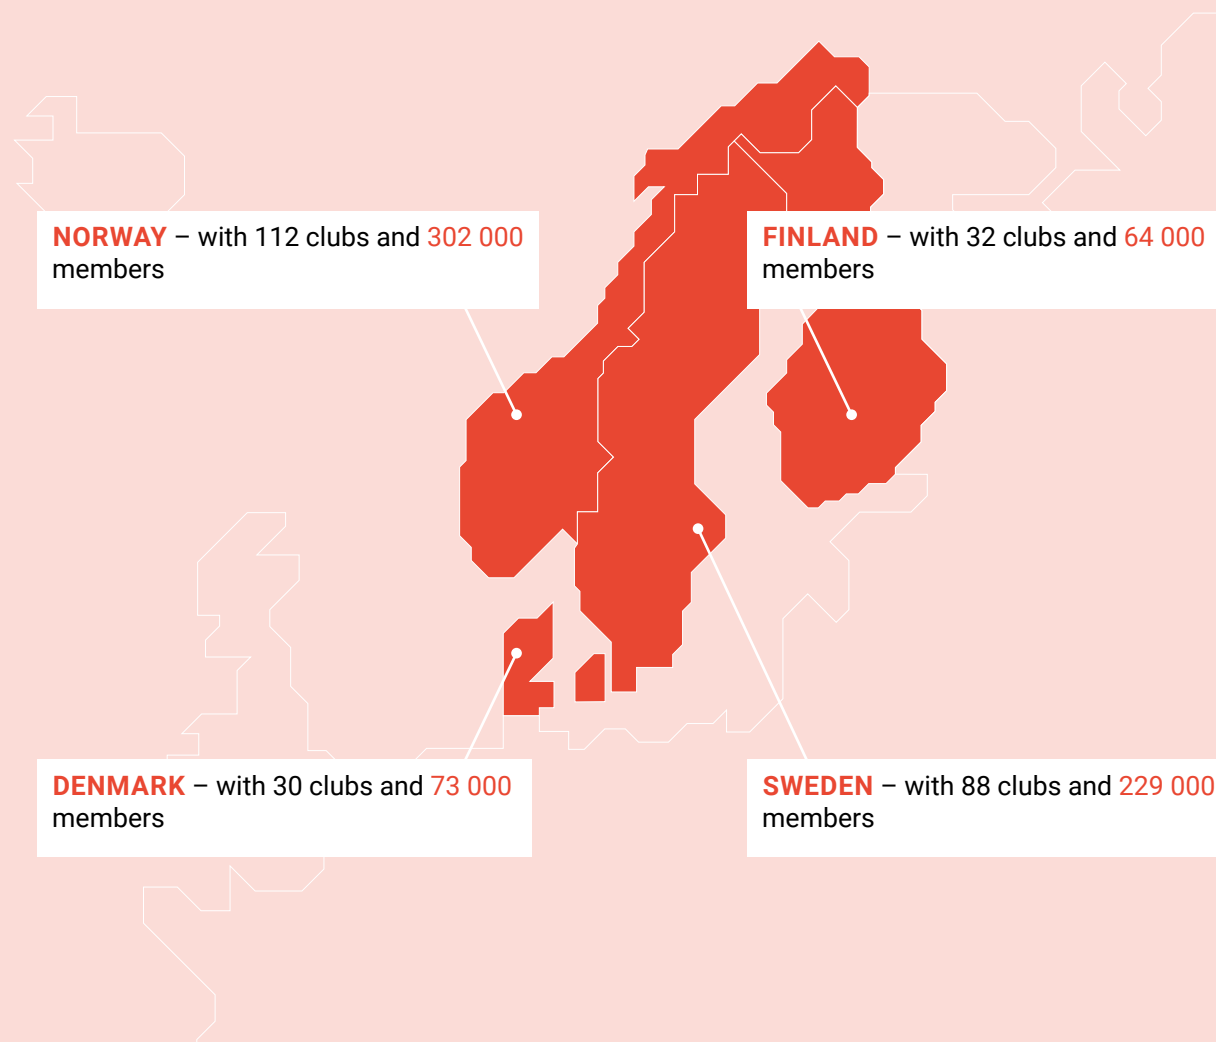 NORWAY – with 112 clubs and 302 000
members
FINLAND – with 32 clubs and 64 000
members
DENMARK – with 30 clubs and 73 000
members
SWEDEN – with 88 clubs and 229 000
members